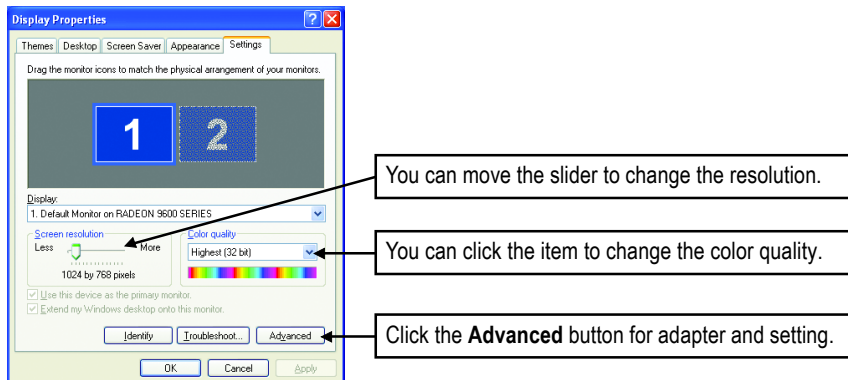 Display Properties
Themes Desktop Screen Saver Appearance Settings
Drag the monitor icons to match the physical arrangement of your monitors.
1 2
Display:
1. Default Monitor on RADEON 9600 SERIES
Screen resolution
Less More
1024 by 768 pixels
Color quality
Highest (32 bit)
Use this device as the primary monitor.
Extend my Windows desktop onto this monitor.
Identify Troubleshoot... Advanced
OK Cancel Apply
You can move the slider to change the resolution.
You can click the item to change the color quality.
Click the Advanced button for adapter and setting.